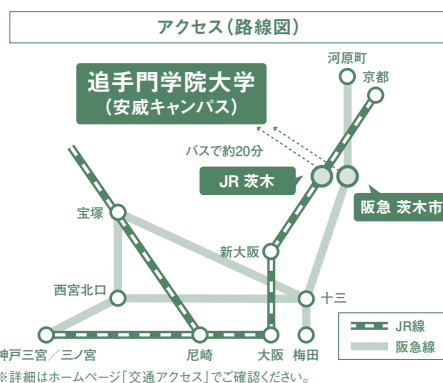 アクセス(路線図)
河原町
京都
追手門学院大学
(安威キャンパス)
バスで約20分
JR 茨木
阪急 茨木市
宝塚
新大阪
西宮北口
十三
神戸三宮/三ノ宮
尼崎
大阪
梅田
JR線
阪急線
※詳細はホームページ「交通アクセス」でご確認ください。